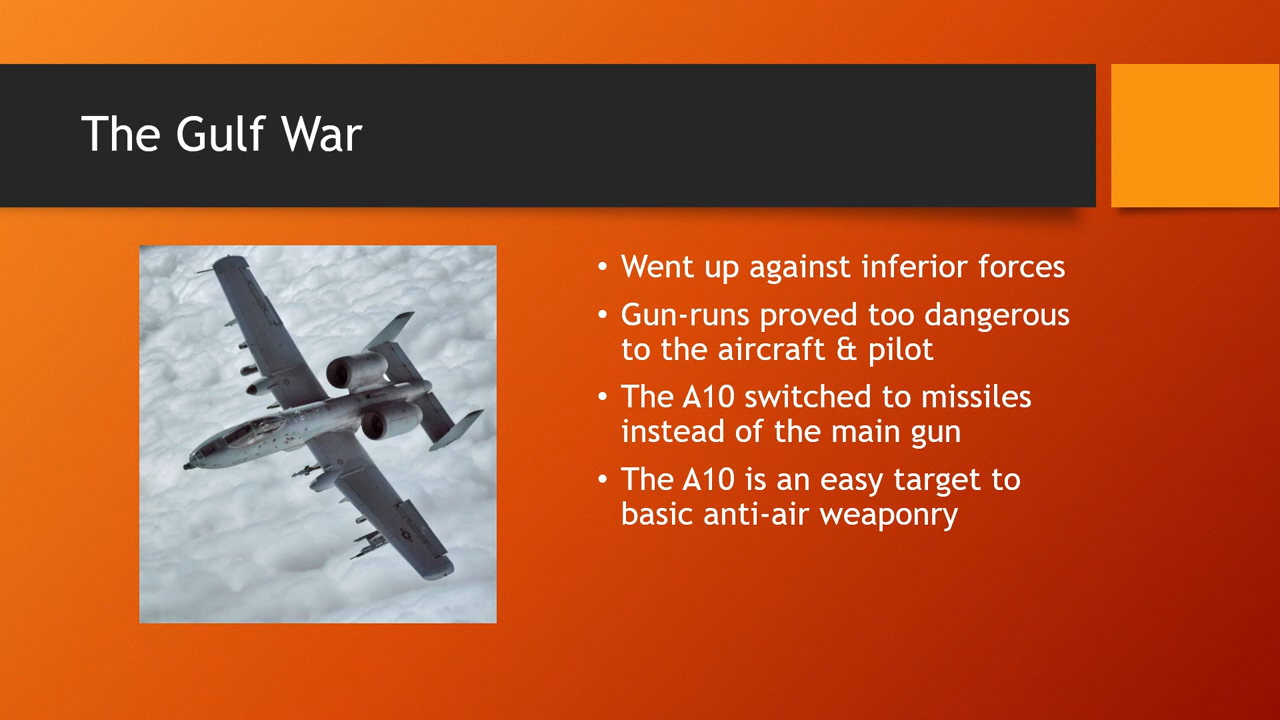 The Gulf War
• Went up against inferior forces
• Gun-runs proved too dangerous
to the aircraft & pilot
• The A10 switched to missiles
instead of the main gun
• The A10 is an easy target to
basic anti-air weaponry